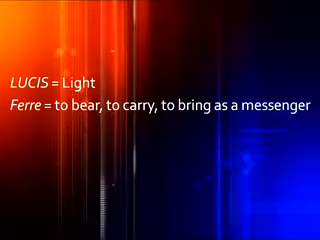 LUCIS = Light
Ferre = to bear, to carry, to bring as a messenger